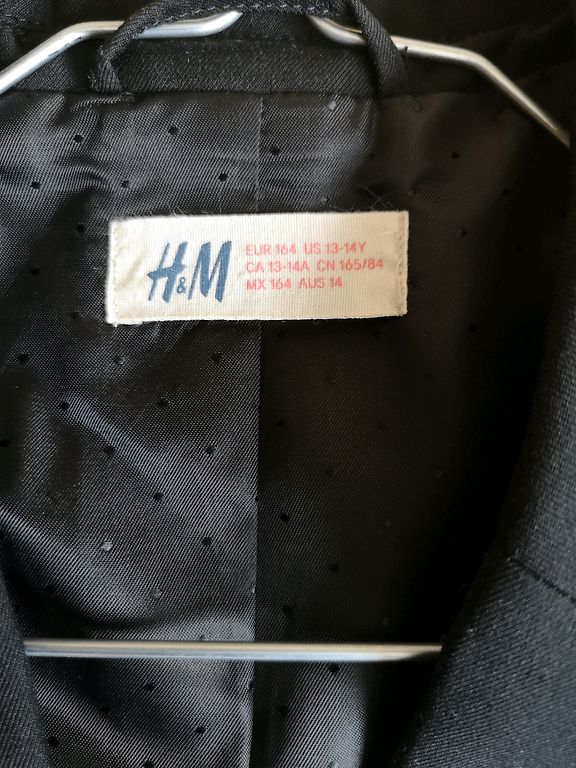 H&M
EUR 164 US 13-14Y
CA 13-14A CN 165/84
MX 164 AUS 14